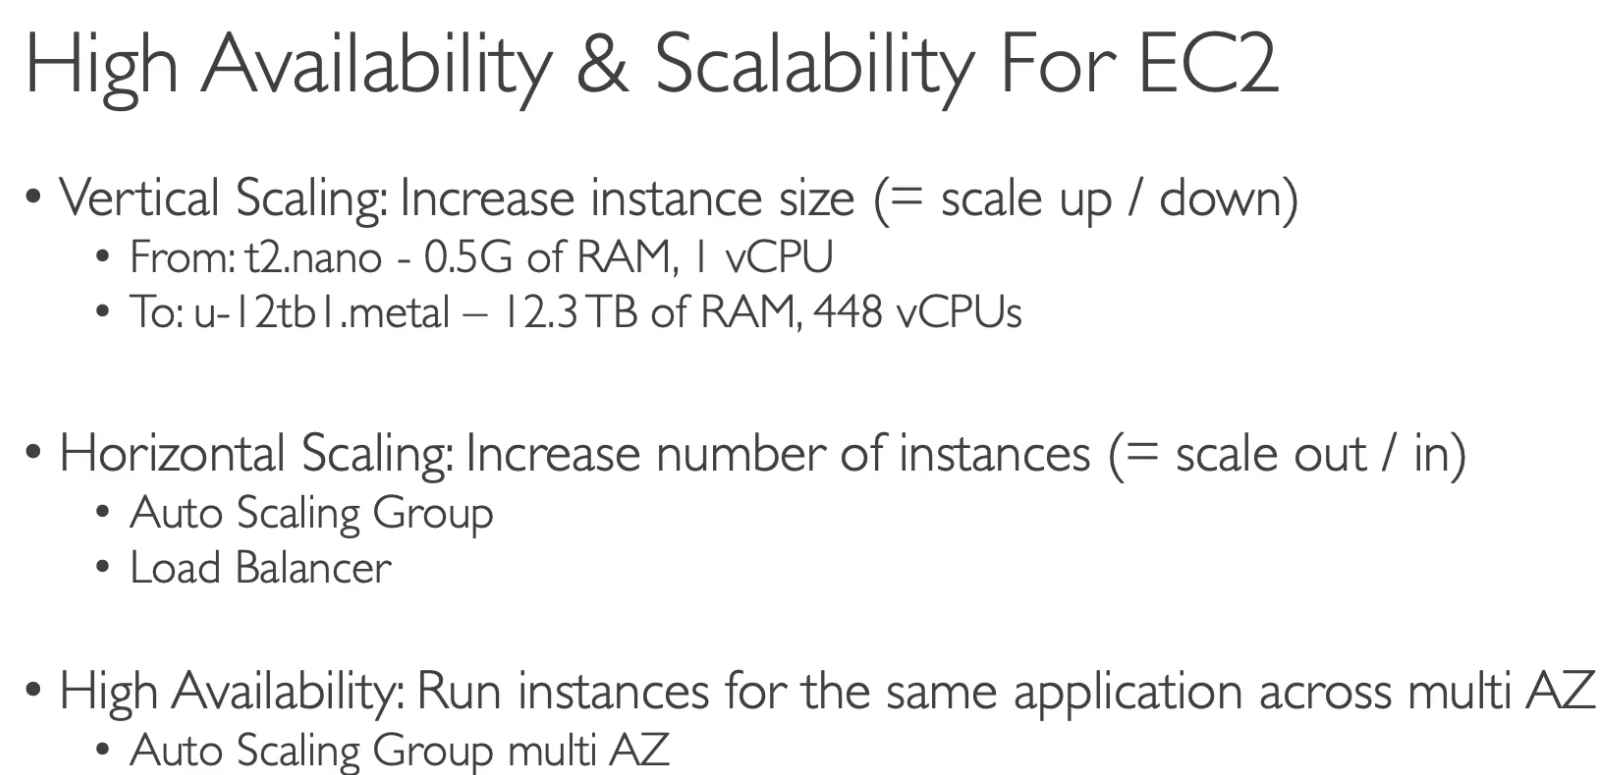 High Availability & Scalability For EC2
• Vertical Scaling: Increase instance size (= scale up / down)
• From: t2.nano - 0.5G of RAM, 1 vCPU
• To: u-12tb1.metal – 12.3 TB of RAM, 448 vCPUs
• Horizontal Scaling: Increase number of instances (= scale out / in)
• Auto Scaling Group
• Load Balancer
• High Availability: Run instances for the same application across multi AZ
• Auto Scaling Group multi AZ